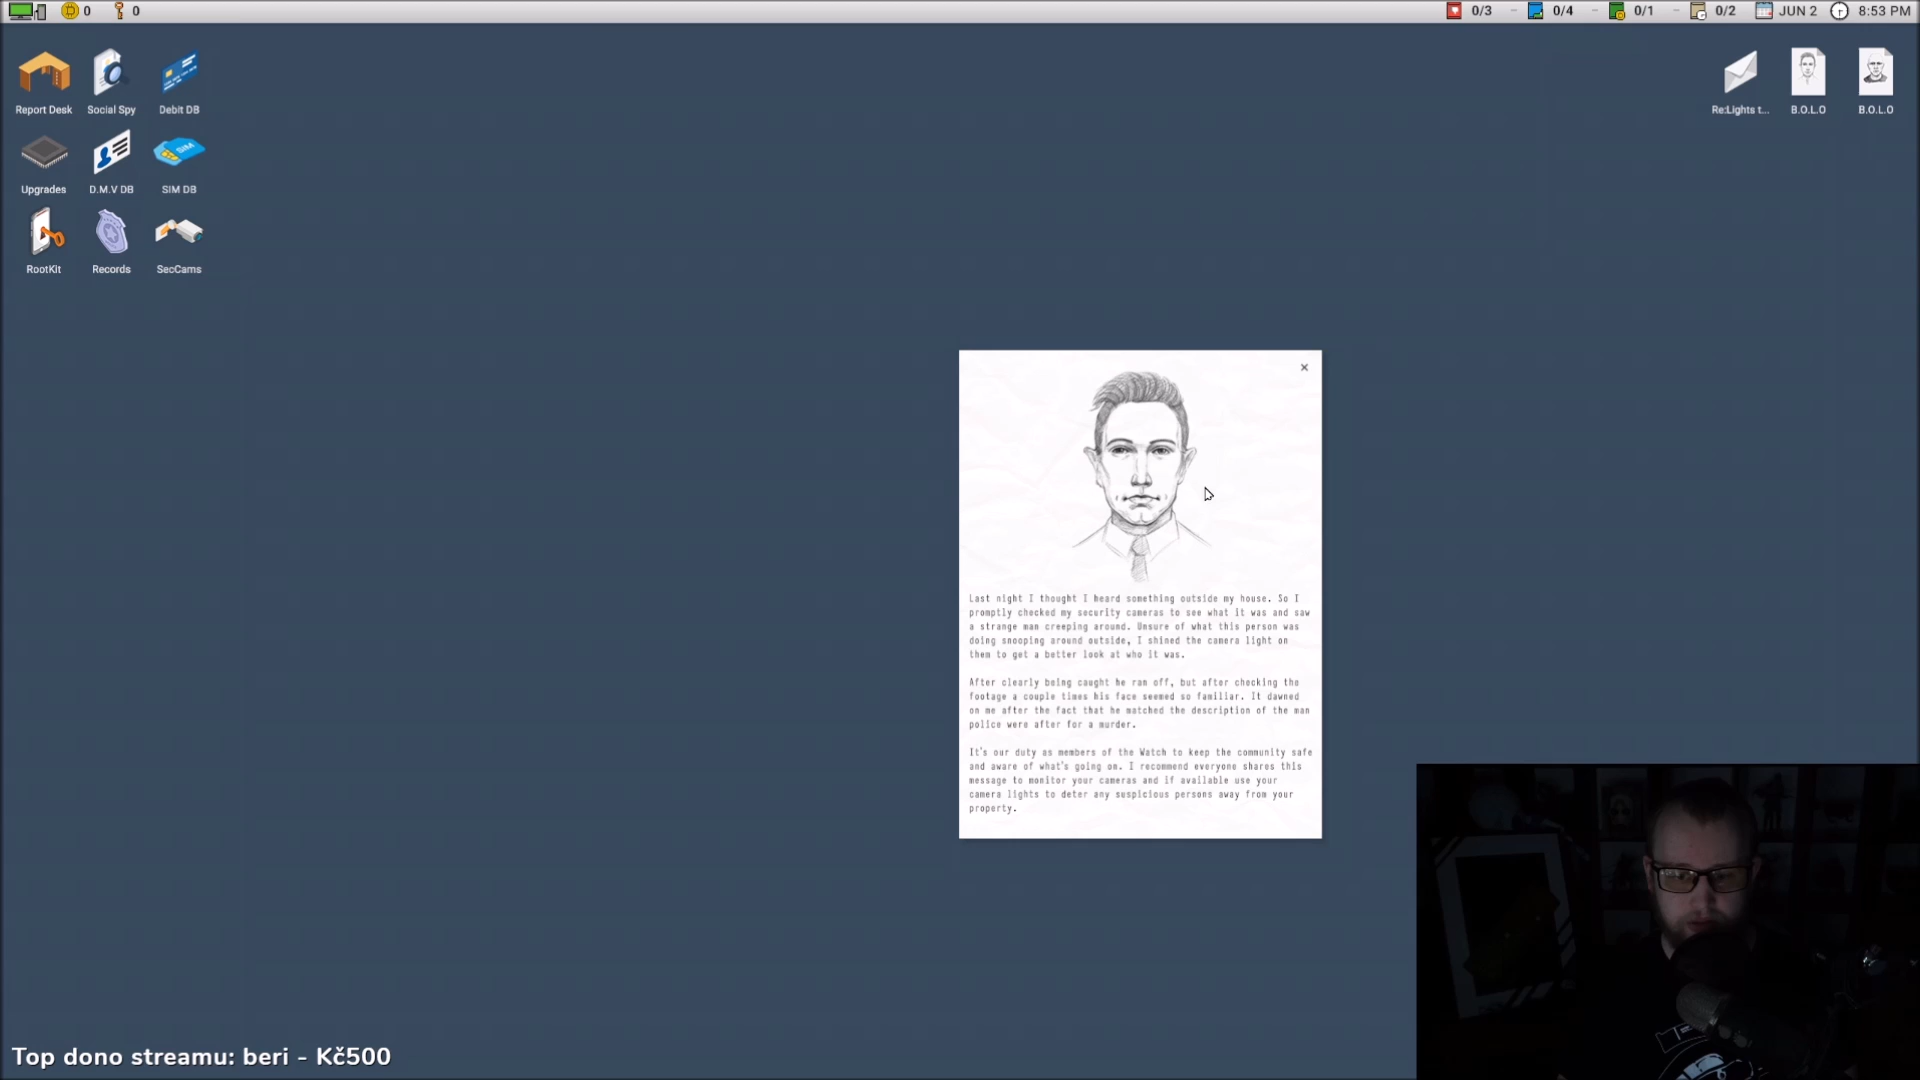 0 0 0/3 - 0/4 - 0/1 - 0/2 JUN 2 8:53 PM
Report Desk Social Spy Debit DB Re:Lights t... B.O.L.O B.O.L.O
Upgrades D.M.V DB SIM DB
RootKit Records SecCams
Last night I thought I heard something outside my house. So I
promptly checked my security cameras to see what it was and saw
a strange man creeping around. Unsure of what this person was
doing snooping around outside, I shined the camera light on
them to get a better look at who it was.
After clearly being caught he ran off, but after checking the
footage a couple times his face seemed so familiar. It dawned
on me after the fact that he matched the description of the man
police were after for a murder.
It's our duty as members of the Watch to keep the community safe
and aware of what's going on. I recommend everyone shares this
message to monitor your cameras and if available use your
camera lights to deter any suspicious persons away from your
property.
Top dono streamu: beri - Kč500